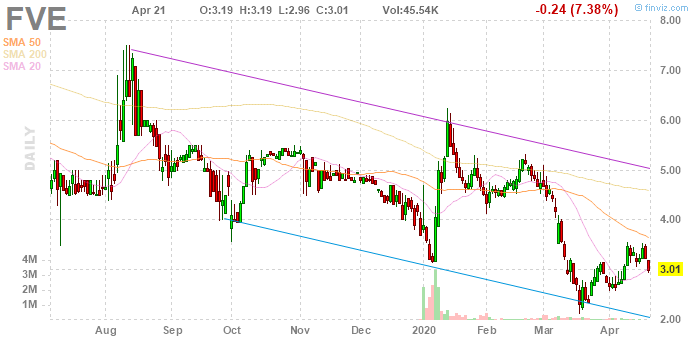 FVE Apr 21 O:3.19 H:3.19 L:2.96 C:3.01 Vol:45.54K -0.24 (7.38%) © finviz.com
SMA 50
SMA 200
SMA 20
DAILY
8.00
7.00
6.00
5.00
4.00
3.01
2.00
4M
3M
2M
1M
Aug Sep Oct Nov Dec 2020 Feb Mar Apr